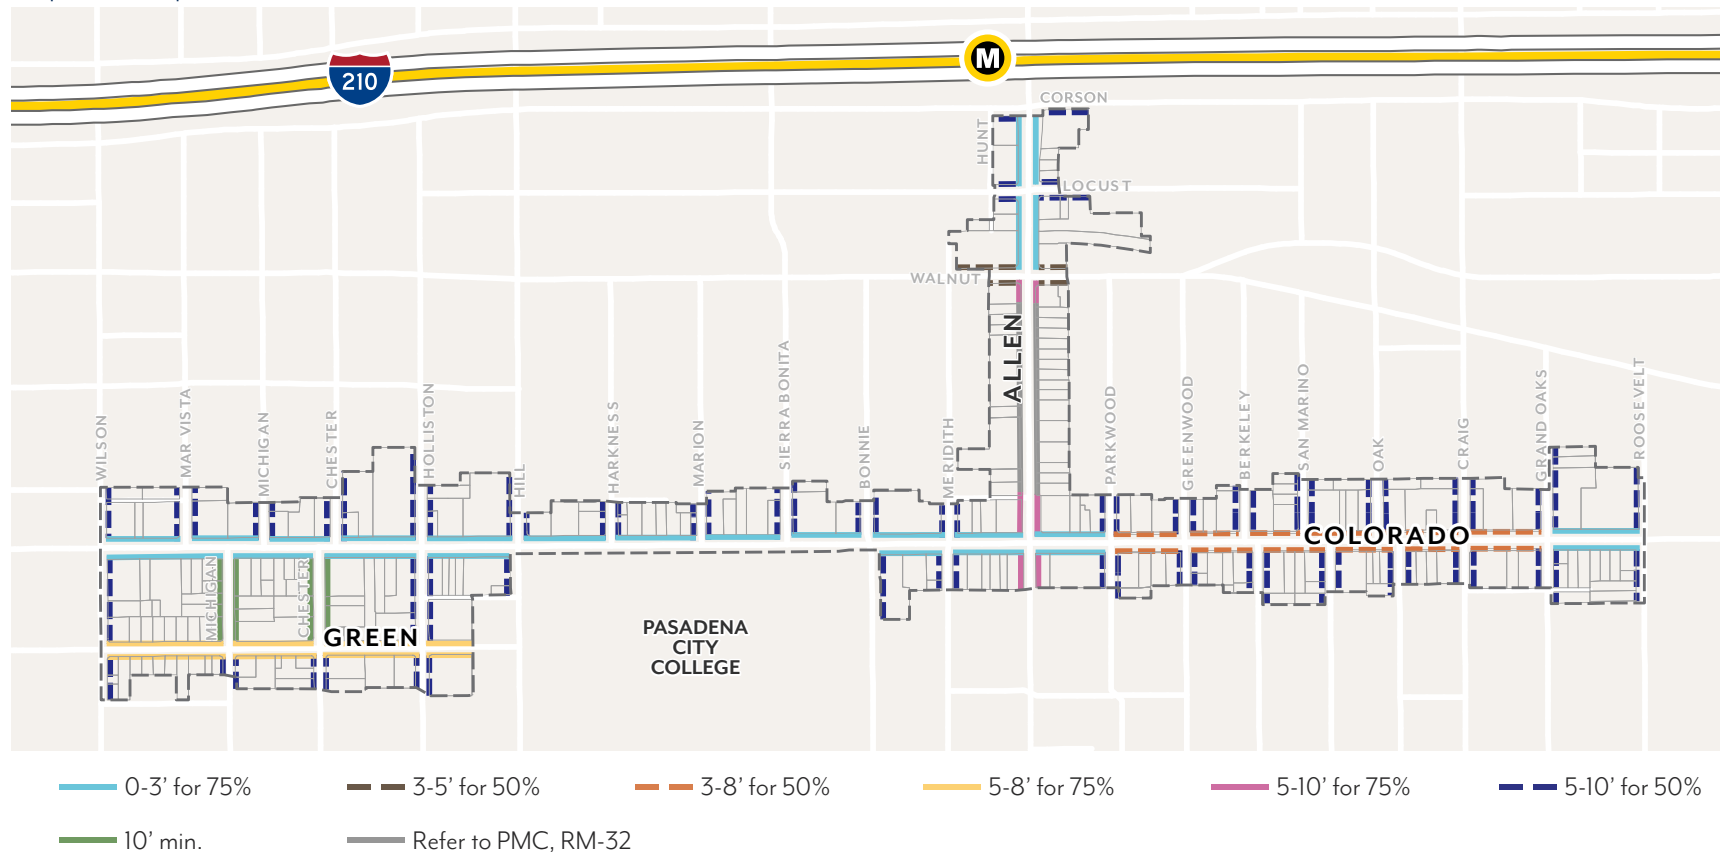 210
M
CORSON
HUNT
LOCUST
WALNUT
ALLEN
WILSON
MAR VISTA
MICHIGAN
CHESTER
HOLLISTON
HILL
HARKNESS
MARION
SIERRA BONITA
BONNIE
MERIDITH
PARKWOOD
GREENWOOD
BERKELEY
SAN MARINO
OAK
CRAIG
GRAND OAKS
ROOSEVELT
COLORADO
MICHIGAN
CHESTER
GREEN
PASADENA
CITY
COLLEGE
0-3’ for 75%
3-5’ for 50%
3-8’ for 50%
5-8’ for 75%
5-10’ for 75%
5-10’ for 50%
10’ min.
Refer to PMC, RM-32